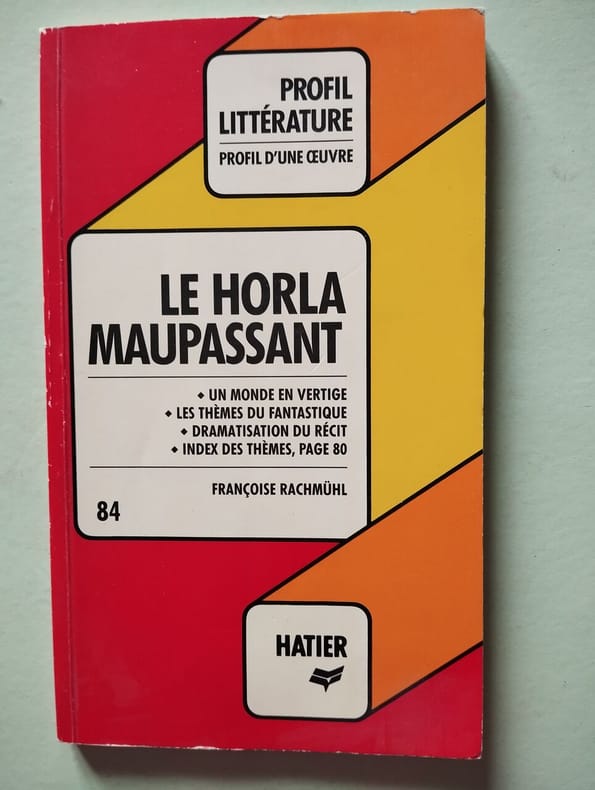 PROFIL
LITTÉRATURE
PROFIL D'UNE ŒUVRE
LE HORLA
MAUPASSANT
◆ UN MONDE EN VERTIGE
◆ LES THÈMES DU FANTASTIQUE
◆ DRAMATISATION DU RÉCIT
◆ INDEX DES THÈMES, PAGE 80
FRANÇOISE RACHMÜHL
84
HATIER